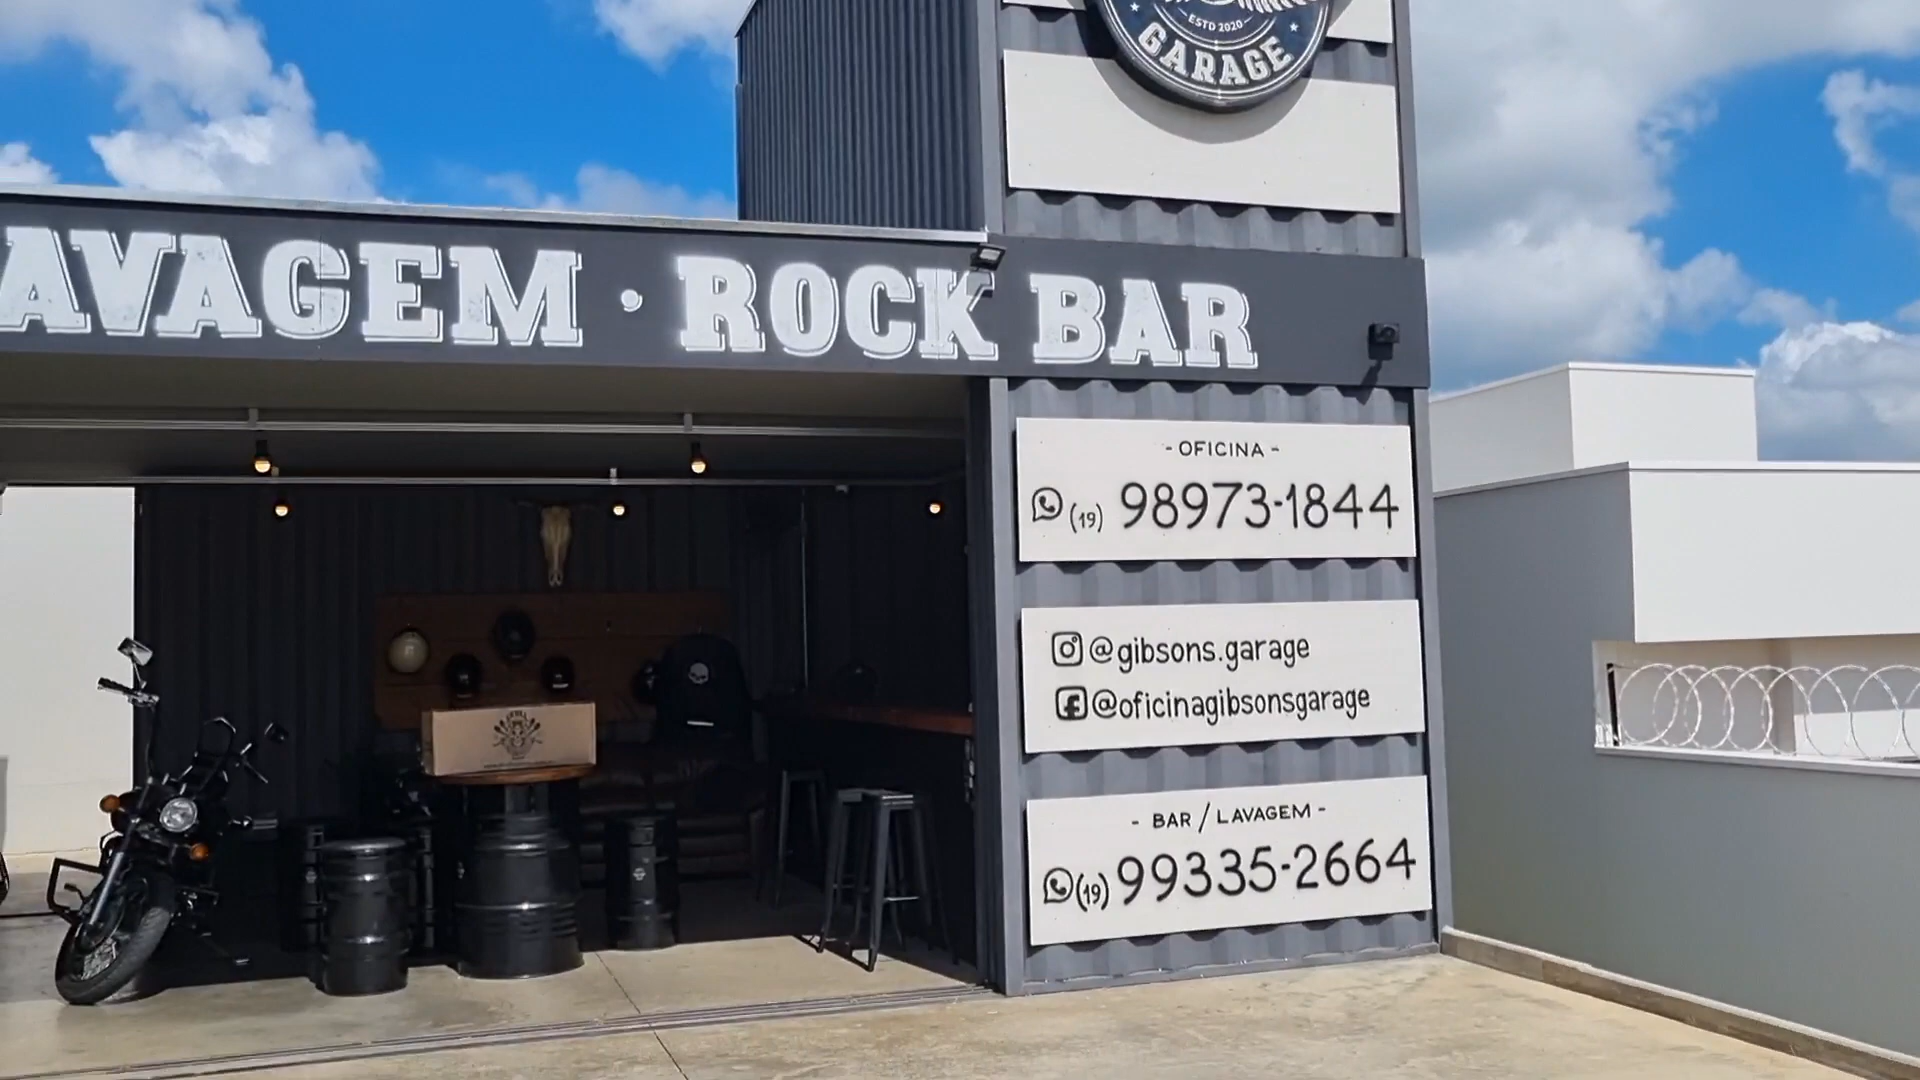 ESTD 2020
GARAGE
AVAGEM • ROCK BAR
- OFICINA -
(19) 98973-1844
@gibsons.garage
@oficinagibsonsgarage
- BAR / LAVAGEM -
(19) 99335-2664